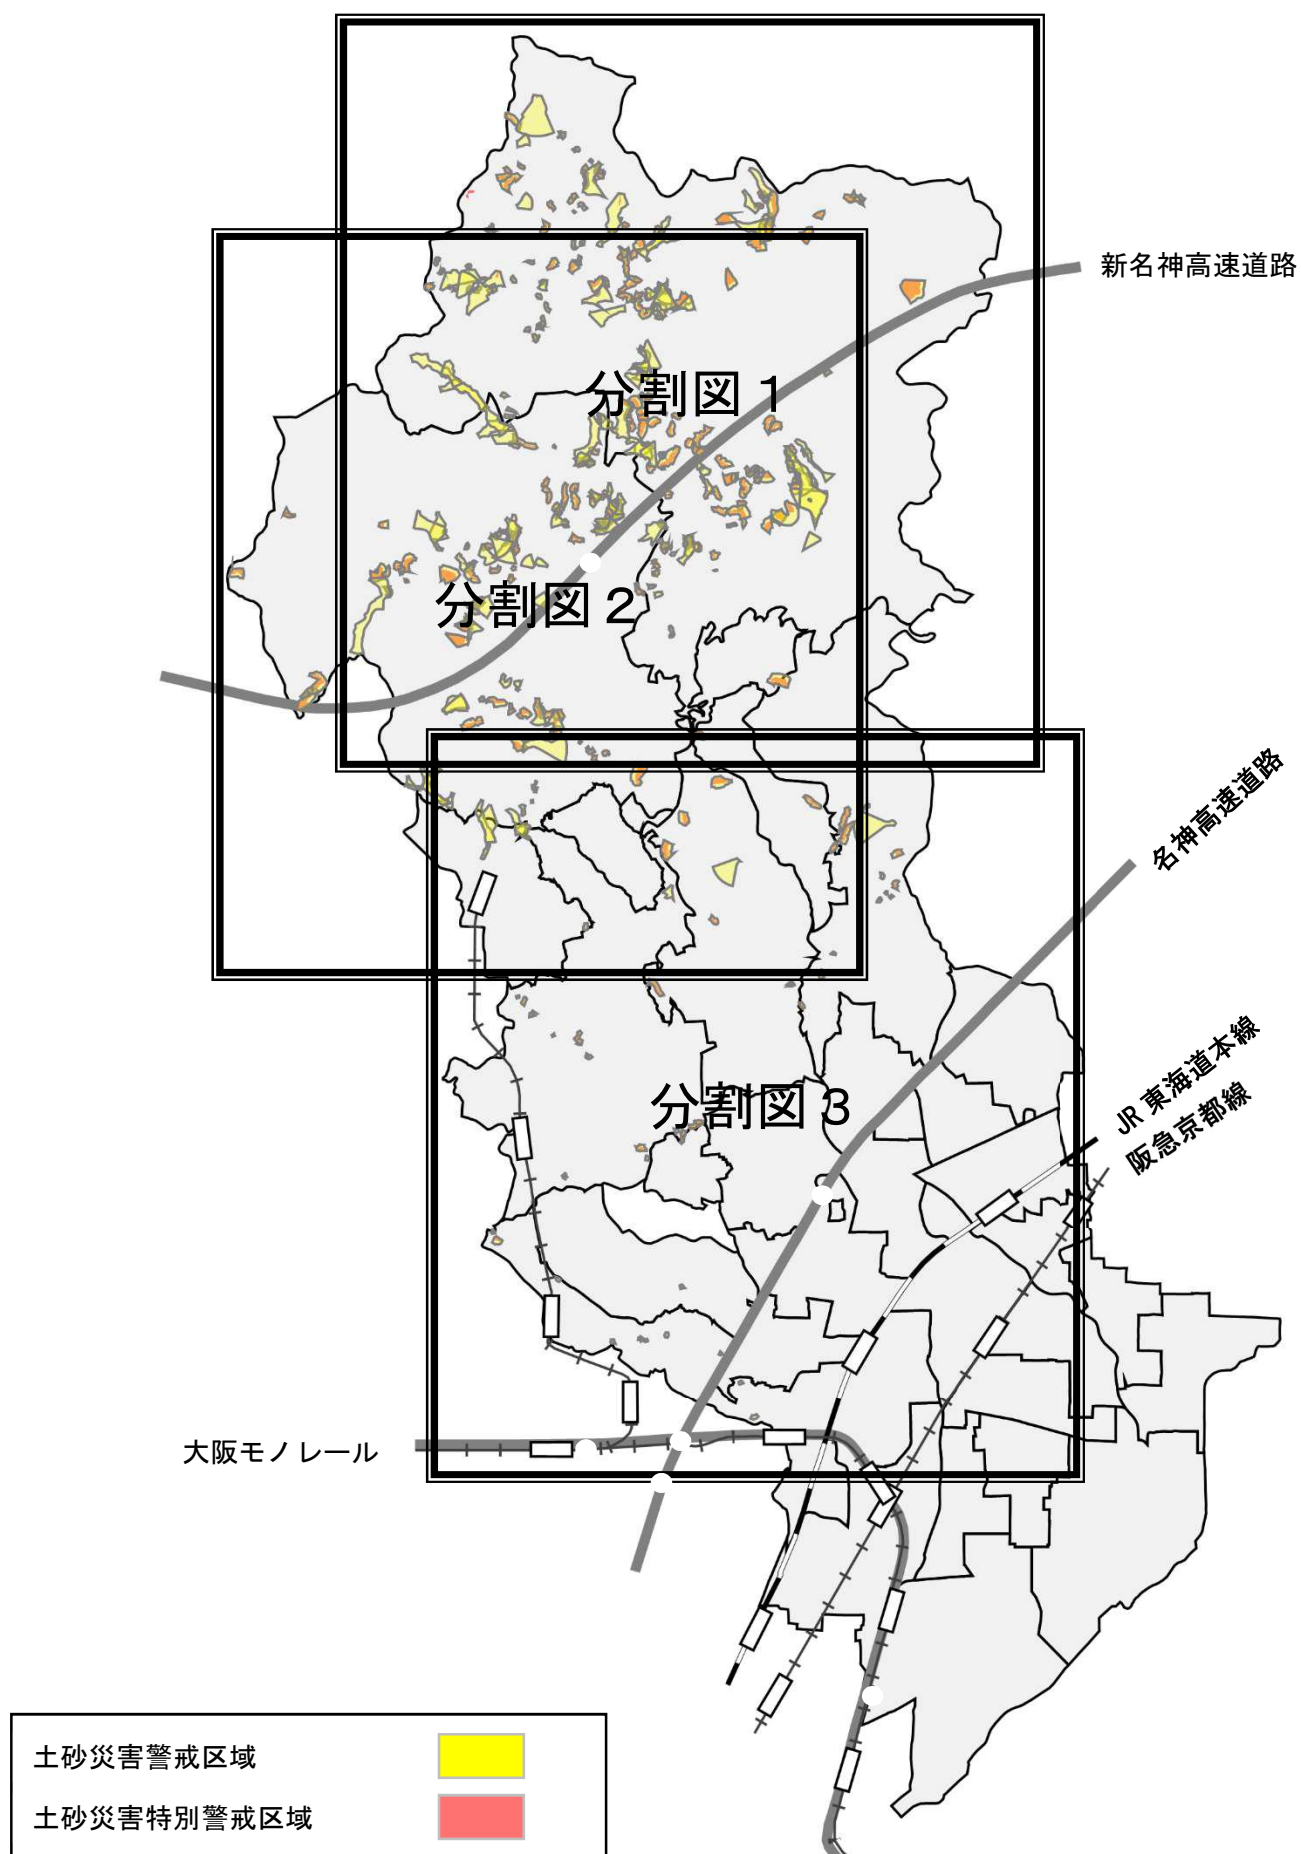 新名神高速道路
分割図１
分割図２
名神高速道路
JR 東海道本線
阪急京都線
分割図３
大阪モノレール
土砂災害警戒区域
土砂災害特別警戒区域